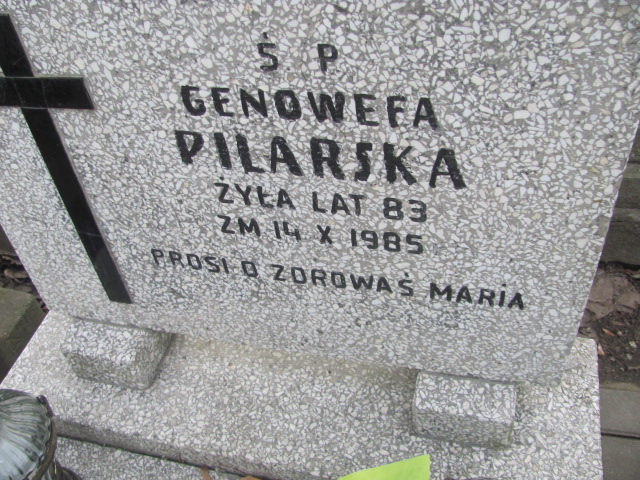 Ś P
GENOWEFA
PILARSKA
ŻYŁA LAT 83
ZM 14 X 1985
PROSI O ZDROWAŚ MARIA